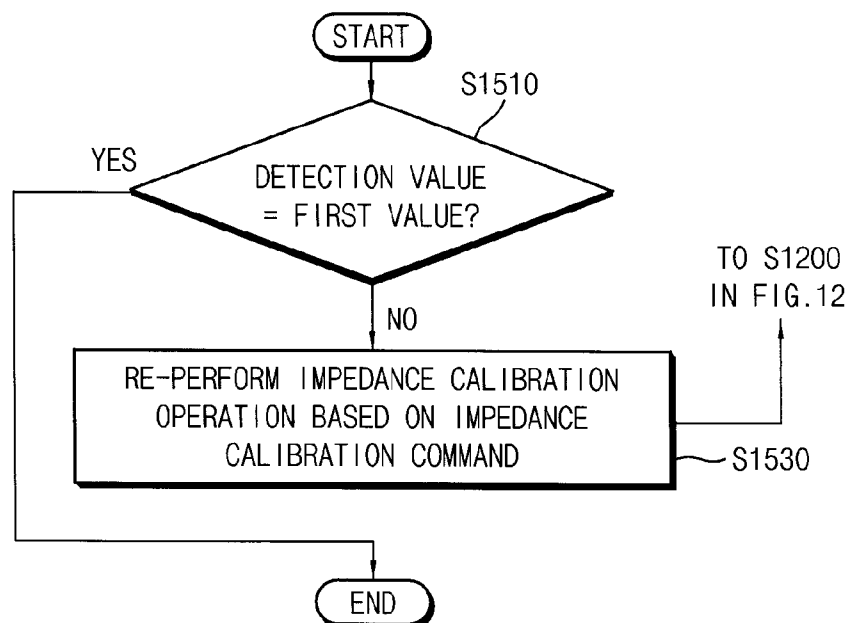 START
S1510
YES
DETECTION VALUE
= FIRST VALUE?
TO S1200
IN FIG.12
NO
RE-PERFORM IMPEDANCE CALIBRATION
OPERATION BASED ON IMPEDANCE
CALIBRATION COMMAND
S1530
END